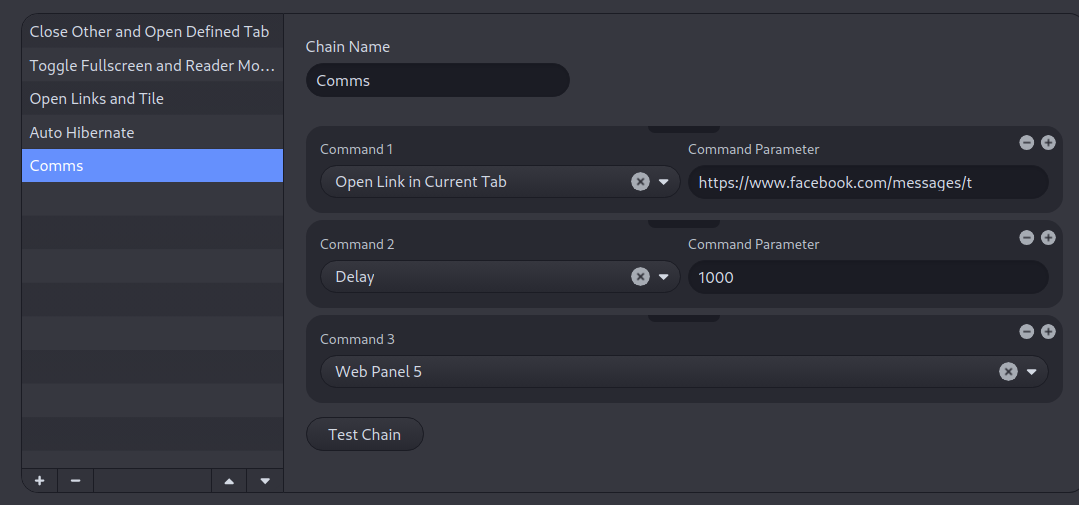 Close Other and Open Defined Tab
Toggle Fullscreen and Reader Mo...
Open Links and Tile
Auto Hibernate
Comms
Chain Name
Comms
Command 1
Command Parameter
Open Link in Current Tab
https://www.facebook.com/messages/t
Command 2
Command Parameter
Delay
1000
Command 3
Web Panel 5
Test Chain